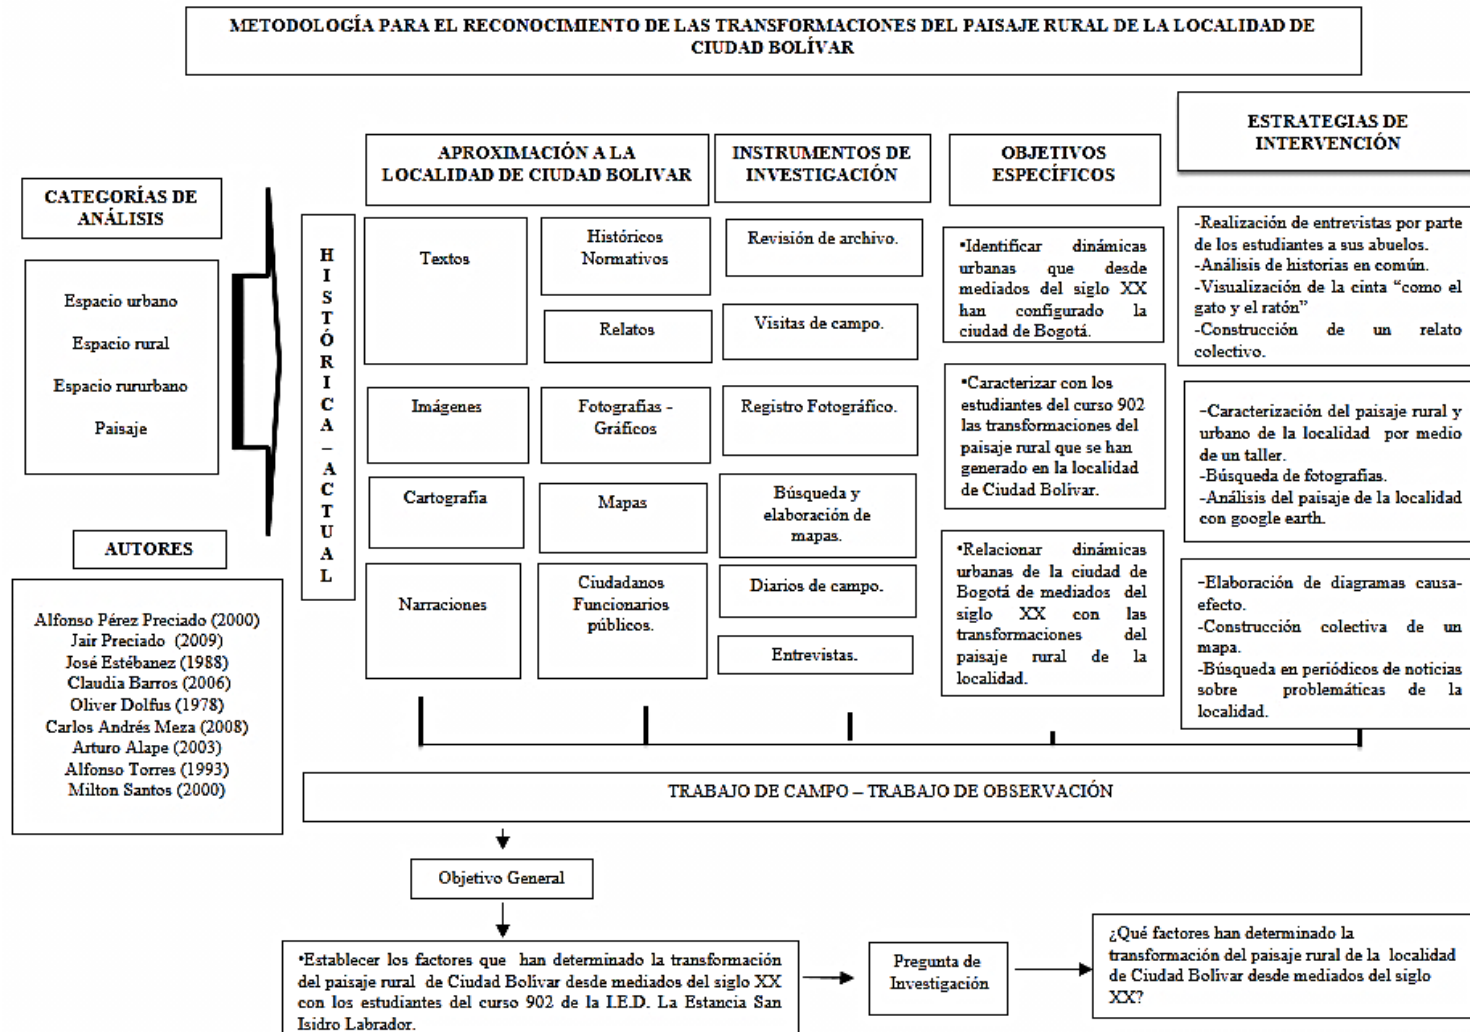 METODOLOGÍA PARA EL RECONOCIMIENTO DE LAS TRANSFORMACIONES DEL PAISAJE RURAL DE LA LOCALIDAD DE
CIUDAD BOLÍVAR
CATEGORÍAS DE
ANÁLISIS
Espacio urbano
Espacio rural
Espacio rururbano
Paisaje
AUTORES
Alfonso Pérez Preciado (2000)
Jair Preciado (2009)
José Estébanez (1988)
Claudia Barros (2006)
Oliver Dolfus (1978)
Carlos Andrés Meza (2008)
Arturo Alape (2003)
Alfonso Torres (1993)
Milton Santos (2000)
HISTÓRICA – ACTUAL
APROXIMACIÓN A LA
LOCALIDAD DE CIUDAD BOLIVAR
Textos
Históricos
Normativos
Relatos
Imágenes
Fotografías -
Gráficos
Cartografía
Mapas
Narraciones
Ciudadanos
Funcionarios
públicos.
INSTRUMENTOS DE
INVESTIGACIÓN
Revisión de archivo.
Visitas de campo.
Registro Fotográfico.
Búsqueda y
elaboración de
mapas.
Diarios de campo.
Entrevistas.
OBJETIVOS
ESPECÍFICOS
•Identificar dinámicas
urbanas que desde
mediados del siglo XX
han configurado la
ciudad de Bogotá.
•Caracterizar con los
estudiantes del curso 902
las transformaciones del
paisaje rural que se han
generado en la localidad
de Ciudad Bolívar.
•Relacionar dinámicas
urbanas de la ciudad de
Bogotá de mediados del
siglo XX con las
transformaciones del
paisaje rural de la
localidad.
ESTRATEGIAS DE
INTERVENCIÓN
-Realización de entrevistas por parte
de los estudiantes a sus abuelos.
-Análisis de historias en común.
-Visualización de la cinta “como el
gato y el ratón”
-Construcción de un relato
colectivo.
-Caracterización del paisaje rural y
urbano de la localidad por medio
de un taller.
-Búsqueda de fotografías.
-Análisis del paisaje de la localidad
con google earth.
-Elaboración de diagramas causa-
efecto.
-Construcción colectiva de un
mapa.
-Búsqueda en periódicos de noticias
sobre problemáticas de la
localidad.
TRABAJO DE CAMPO – TRABAJO DE OBSERVACIÓN
Objetivo General
•Establecer los factores que han determinado la transformación
del paisaje rural de Ciudad Bolívar desde mediados del siglo XX
con los estudiantes del curso 902 de la I.E.D. La Estancia San
Isidro Labrador.
Pregunta de
Investigación
¿Qué factores han determinado la
transformación del paisaje rural de la localidad
de Ciudad Bolívar desde mediados del siglo
XX?